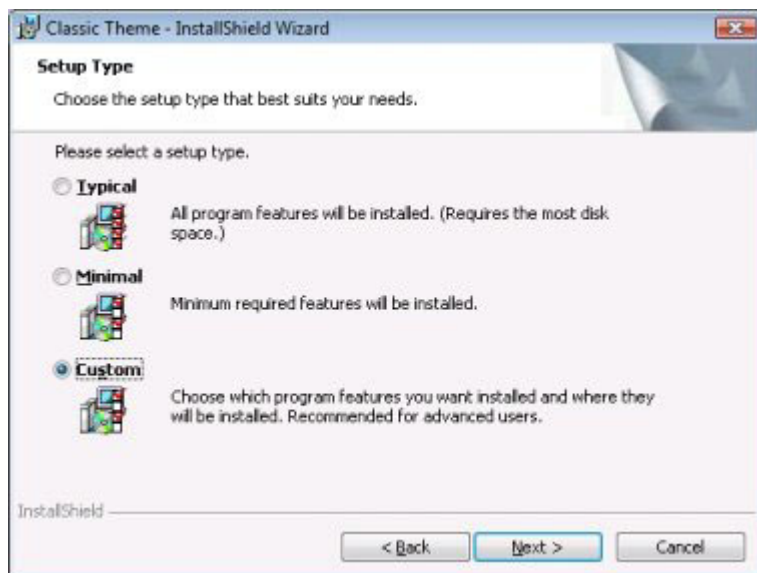 Classic Theme - InstallShield Wizard
Setup Type
Choose the setup type that best suits your needs.
Please select a setup type.
Typical
All program features will be installed. (Requires the most disk
space.)
Minimal
Minimum required features will be installed.
Custom
Choose which program features you want installed and where they
will be installed. Recommended for advanced users.
InstallShield
< Back Next > Cancel